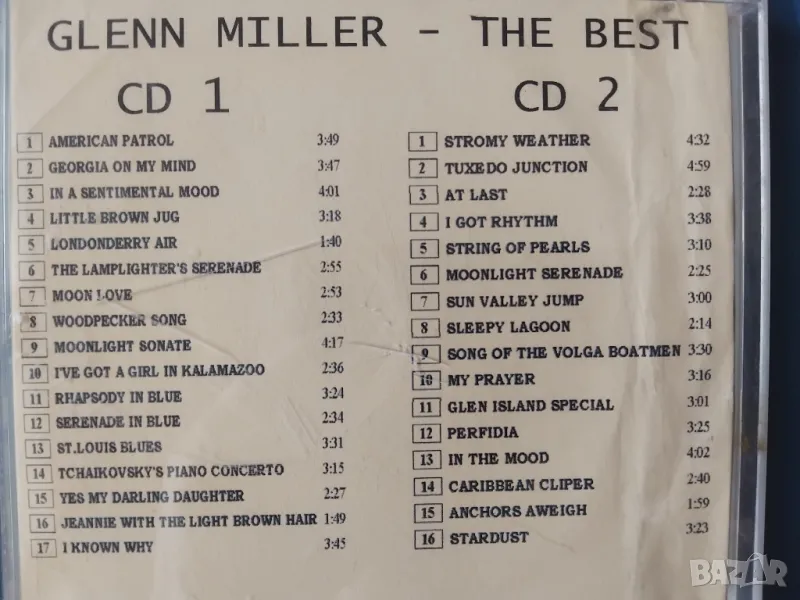 GLENN MILLER - THE BEST
CD 1
1 AMERICAN PATROL 3:49
2 GEORGIA ON MY MIND 3:47
3 IN A SENTIMENTAL MOOD 4:01
4 LITTLE BROWN JUG 3:18
5 LONDONDERRY AIR 1:40
6 THE LAMPLIGHTER'S SERENADE 2:55
7 MOON LOVE 2:53
8 WOODPECKER SONG 2:33
9 MOONLIGHT SONATE 4:17
10 I'VE GOT A GIRL IN KALAMAZOO 2:36
11 RHAPSODY IN BLUE 3:24
12 SERENADE IN BLUE 2:34
13 ST.LOUIS BLUES 3:31
14 TCHAIKOVSKY'S PIANO CONCERTO 3:15
15 YES MY DARLING DAUGHTER 2:27
16 JEANNIE WITH THE LIGHT BROWN HAIR 1:49
17 I KNOWN WHY 3:45
CD 2
1 STROMY WEATHER 4:32
2 TUXEDO JUNCTION 4:59
3 AT LAST 2:28
4 I GOT RHYTHM 3:38
5 STRING OF PEARLS 3:10
6 MOONLIGHT SERENADE 2:25
7 SUN VALLEY JUMP 3:00
8 SLEEPY LAGOON 2:14
9 SONG OF THE VOLGA BOATMEN 3:30
10 MY PRAYER 3:16
11 GLEN ISLAND SPECIAL 3:01
12 PERFIDIA 3:25
13 IN THE MOOD 4:02
14 CARIBBEAN CLIPER 2:40
15 ANCHORS AWEIGH 1:59
16 STARDUST 3:23
BAZAR